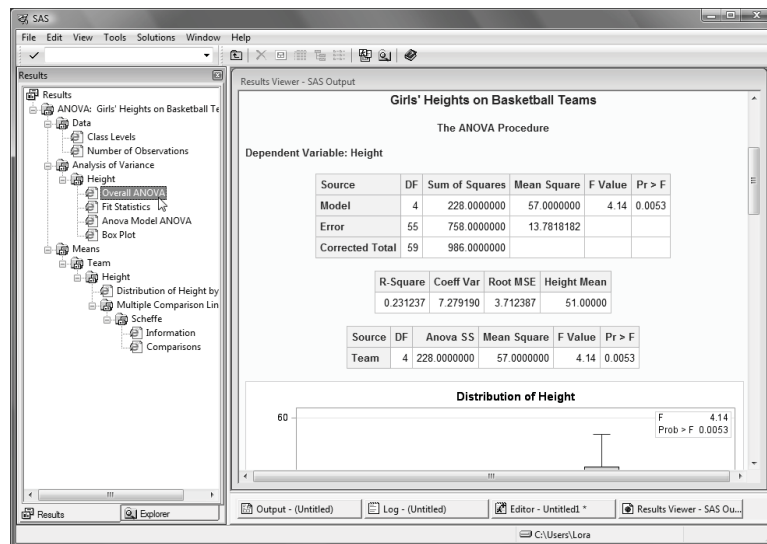 SAS
File Edit View Tools Solutions Window Help
Results
Results
ANOVA: Girls' Heights on Basketball Te
Data
Class Levels
Number of Observations
Analysis of Variance
Height
Overall ANOVA
Fit Statistics
Anova Model ANOVA
Box Plot
Means
Team
Height
Distribution of Height by
Multiple Comparison Lin
Scheffe
Information
Comparisons
Results Explorer
Results Viewer - SAS Output
Girls' Heights on Basketball Teams
The ANOVA Procedure
Dependent Variable: Height
Source DF Sum of Squares Mean Square F Value Pr > F
Model 4 228.0000000 57.0000000 4.14 0.0053
Error 55 758.0000000 13.7818182
Corrected Total 59 986.0000000
R-Square Coeff Var Root MSE Height Mean
0.231237 7.279190 3.712387 51.00000
Source DF Anova SS Mean Square F Value Pr > F
Team 4 228.0000000 57.0000000 4.14 0.0053
Distribution of Height
60
F 4.14
Prob > F 0.0053
Output - (Untitled) Log - (Untitled) Editor - Untitled1 * Results Viewer - SAS Ou...
C:\Users\Lora